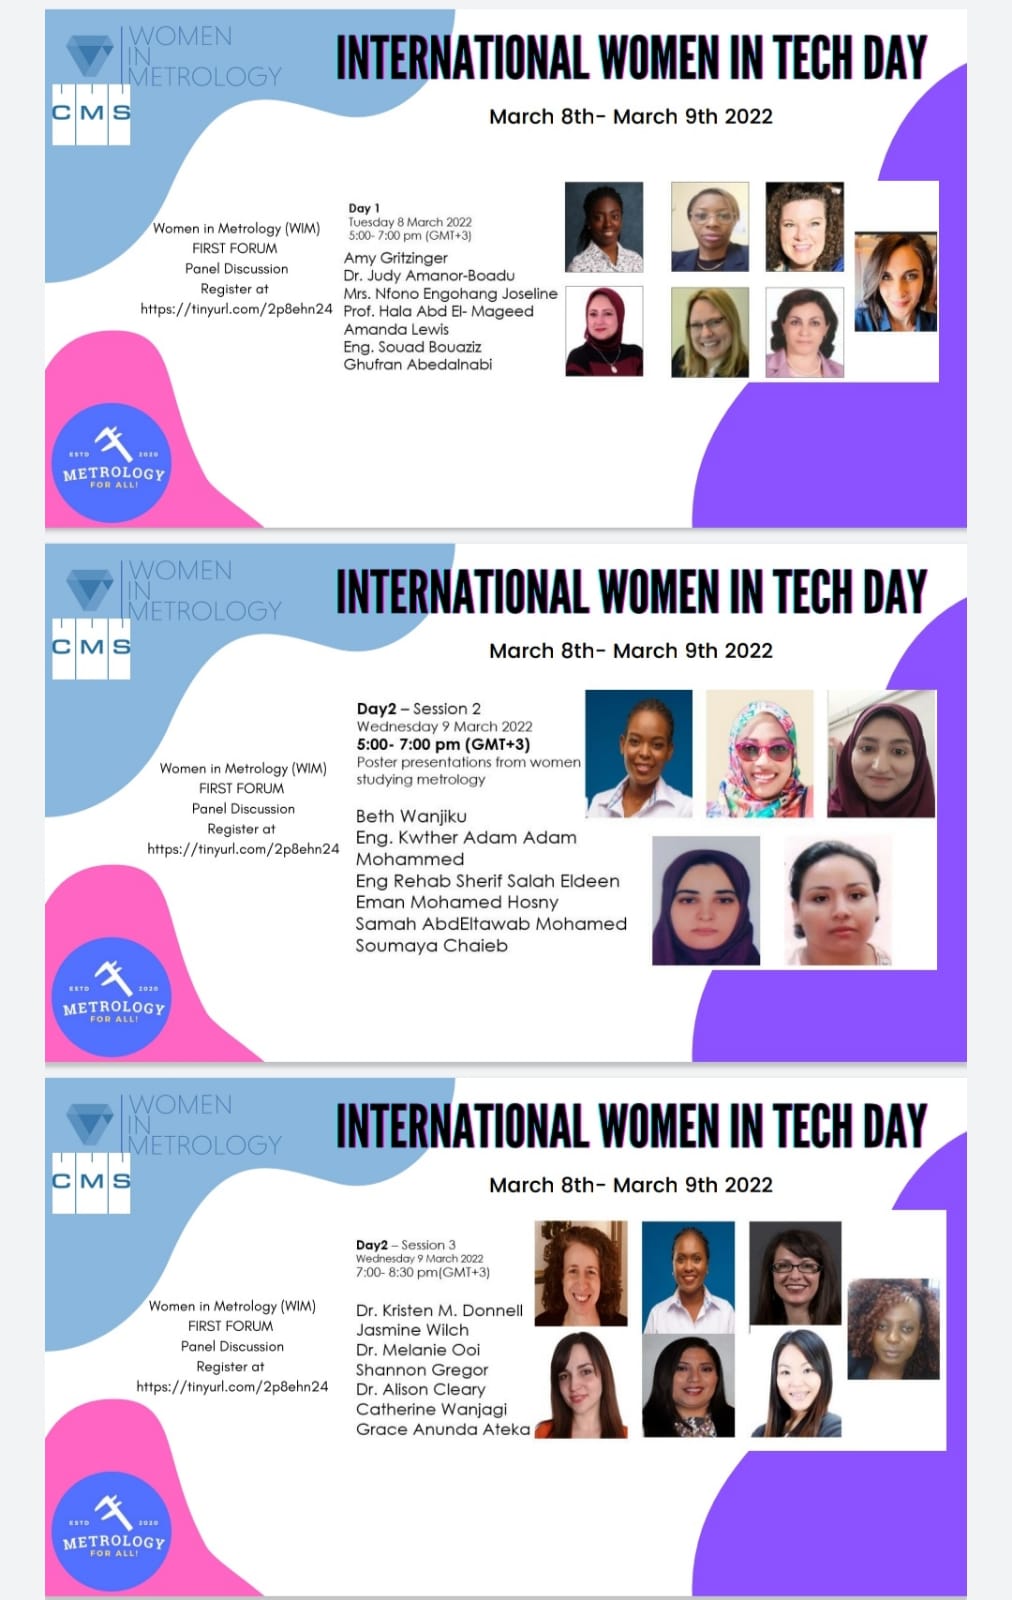 WOMEN
IN
METROLOGY
CMS
INTERNATIONAL WOMEN IN TECH DAY
March 8th- March 9th 2022
Women in Metrology (WIM)
FIRST FORUM
Panel Discussion
Register at
https://tinyurl.com/2p8ehn24
Day 1
Tuesday 8 March 2022
5:00- 7:00 pm (GMT+3)
Amy Gritzinger
Dr. Judy Amanor-Boadu
Mrs. Nfono Engohang Joseline
Prof. Hala Abd El- Mageed
Amanda Lewis
Eng. Souad Bouaziz
Ghufran Abedalnabi
ESTD 2020
METROLOGY
FOR ALL!
WOMEN
IN
METROLOGY
CMS
INTERNATIONAL WOMEN IN TECH DAY
March 8th- March 9th 2022
Women in Metrology (WIM)
FIRST FORUM
Panel Discussion
Register at
https://tinyurl.com/2p8ehn24
Day2 – Session 2
Wednesday 9 March 2022
5:00- 7:00 pm (GMT+3)
Poster presentations from women
studying metrology
Beth Wanjiku
Eng. Kwther Adam Adam
Mohammed
Eng Rehab Sherif Salah Eldeen
Eman Mohamed Hosny
Samah AbdEltawab Mohamed
Soumaya Chaieb
ESTD 2020
METROLOGY
FOR ALL!
WOMEN
IN
METROLOGY
CMS
INTERNATIONAL WOMEN IN TECH DAY
March 8th- March 9th 2022
Women in Metrology (WIM)
FIRST FORUM
Panel Discussion
Register at
https://tinyurl.com/2p8ehn24
Day2 – Session 3
Wednesday 9 March 2022
7:00- 8:30 pm(GMT+3)
Dr. Kristen M. Donnell
Jasmine Wilch
Dr. Melanie Ooi
Shannon Gregor
Dr. Alison Cleary
Catherine Wanjagi
Grace Anunda Ateka
ESTD 2020
METROLOGY
FOR ALL!